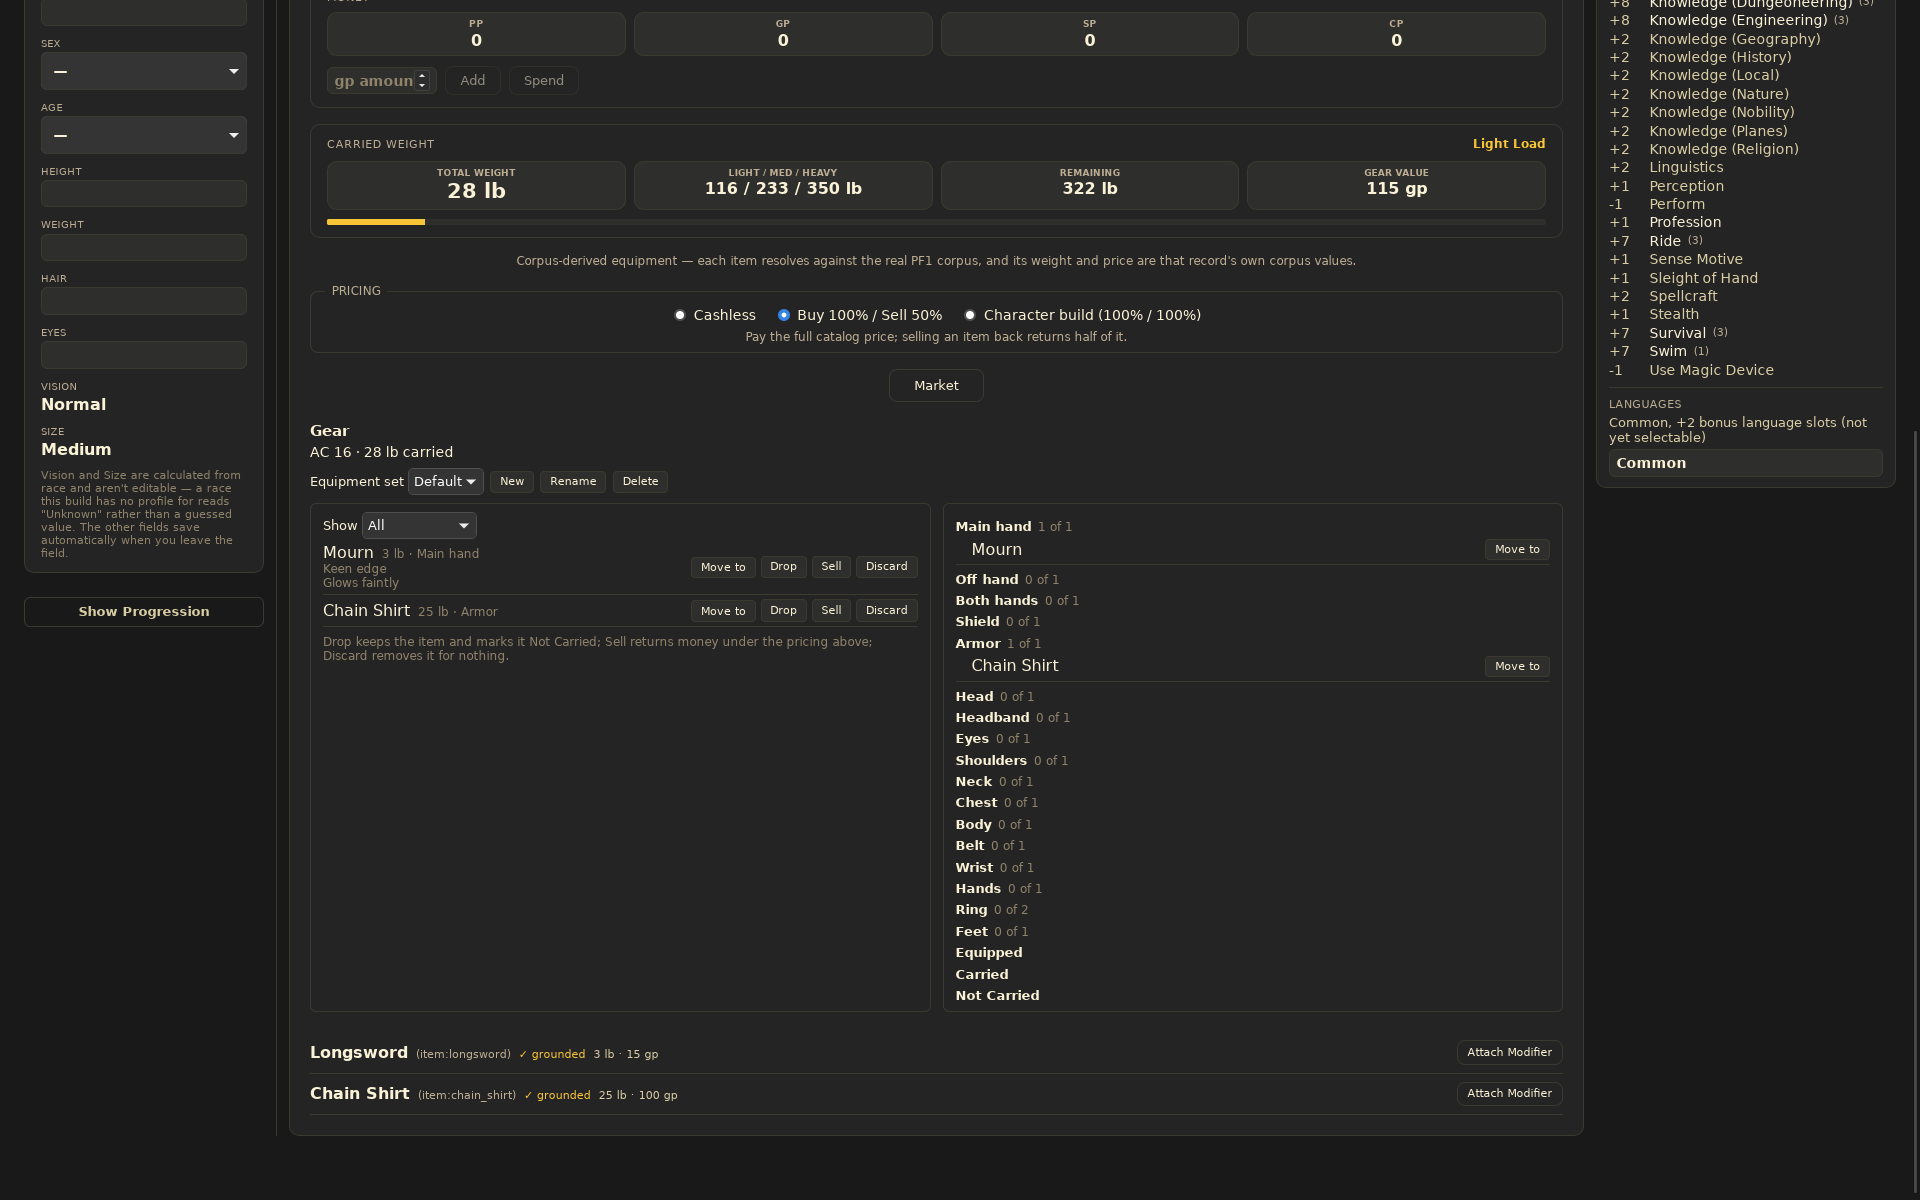 SEX
—
AGE
—
HEIGHT
WEIGHT
HAIR
EYES
VISION
Normal
SIZE
Medium
Vision and Size are calculated from
race and aren't editable — a race
this build has no profile for reads
"Unknown" rather than a guessed
value. The other fields save
automatically when you leave the
field.
Show Progression
PP
0
GP
0
SP
0
CP
0
gp amoun
Add
Spend
CARRIED WEIGHT
Light Load
TOTAL WEIGHT
28 lb
LIGHT / MED / HEAVY
116 / 233 / 350 lb
REMAINING
322 lb
GEAR VALUE
115 gp
Corpus-derived equipment — each item resolves against the real PF1 corpus, and its weight and price are that record's own corpus values.
PRICING
Cashless
Buy 100% / Sell 50%
Character build (100% / 100%)
Pay the full catalog price; selling an item back returns half of it.
Market
Gear
AC 16 · 28 lb carried
Equipment set Default New Rename Delete
Show All
Mourn 3 lb · Main hand
Keen edge
Glows faintly
Move to Drop Sell Discard
Chain Shirt 25 lb · Armor
Move to Drop Sell Discard
Drop keeps the item and marks it Not Carried; Sell returns money under the pricing above;
Discard removes it for nothing.
Main hand 1 of 1
Mourn Move to
Off hand 0 of 1
Both hands 0 of 1
Shield 0 of 1
Armor 1 of 1
Chain Shirt Move to
Head 0 of 1
Headband 0 of 1
Eyes 0 of 1
Shoulders 0 of 1
Neck 0 of 1
Chest 0 of 1
Body 0 of 1
Belt 0 of 1
Wrist 0 of 1
Hands 0 of 1
Ring 0 of 2
Feet 0 of 1
Equipped
Carried
Not Carried
Longsword (item:longsword) ✓ grounded 3 lb · 15 gp Attach Modifier
Chain Shirt (item:chain_shirt) ✓ grounded 25 lb · 100 gp Attach Modifier
+8 Knowledge (Dungeoneering) (3)
+8 Knowledge (Engineering) (3)
+2 Knowledge (Geography)
+2 Knowledge (History)
+2 Knowledge (Local)
+2 Knowledge (Nature)
+2 Knowledge (Nobility)
+2 Knowledge (Planes)
+2 Knowledge (Religion)
+2 Linguistics
+1 Perception
-1 Perform
+1 Profession
+7 Ride (3)
+1 Sense Motive
+1 Sleight of Hand
+2 Spellcraft
+1 Stealth
+7 Survival (3)
+7 Swim (1)
-1 Use Magic Device
LANGUAGES
Common, +2 bonus language slots (not
yet selectable)
Common